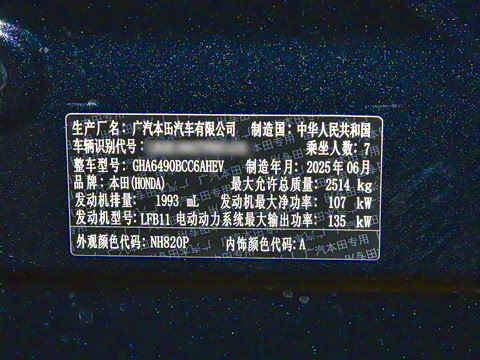 生产厂名：广汽本田汽车有限公司 制造国：中华人民共和国
车辆识别代号： 乘坐人数：7
整车型号：GHA6490BCC6AHEV 制造年月：2025年06月
品牌：本田(HONDA) 最大允许总质量：2514 kg
发动机排量： 1993 mL 发动机最大净功率： 107 kW
发动机型号：LFB11 电动动力系统最大输出功率： 135 kW
外观颜色代码：NH820P 内饰颜色代码：A